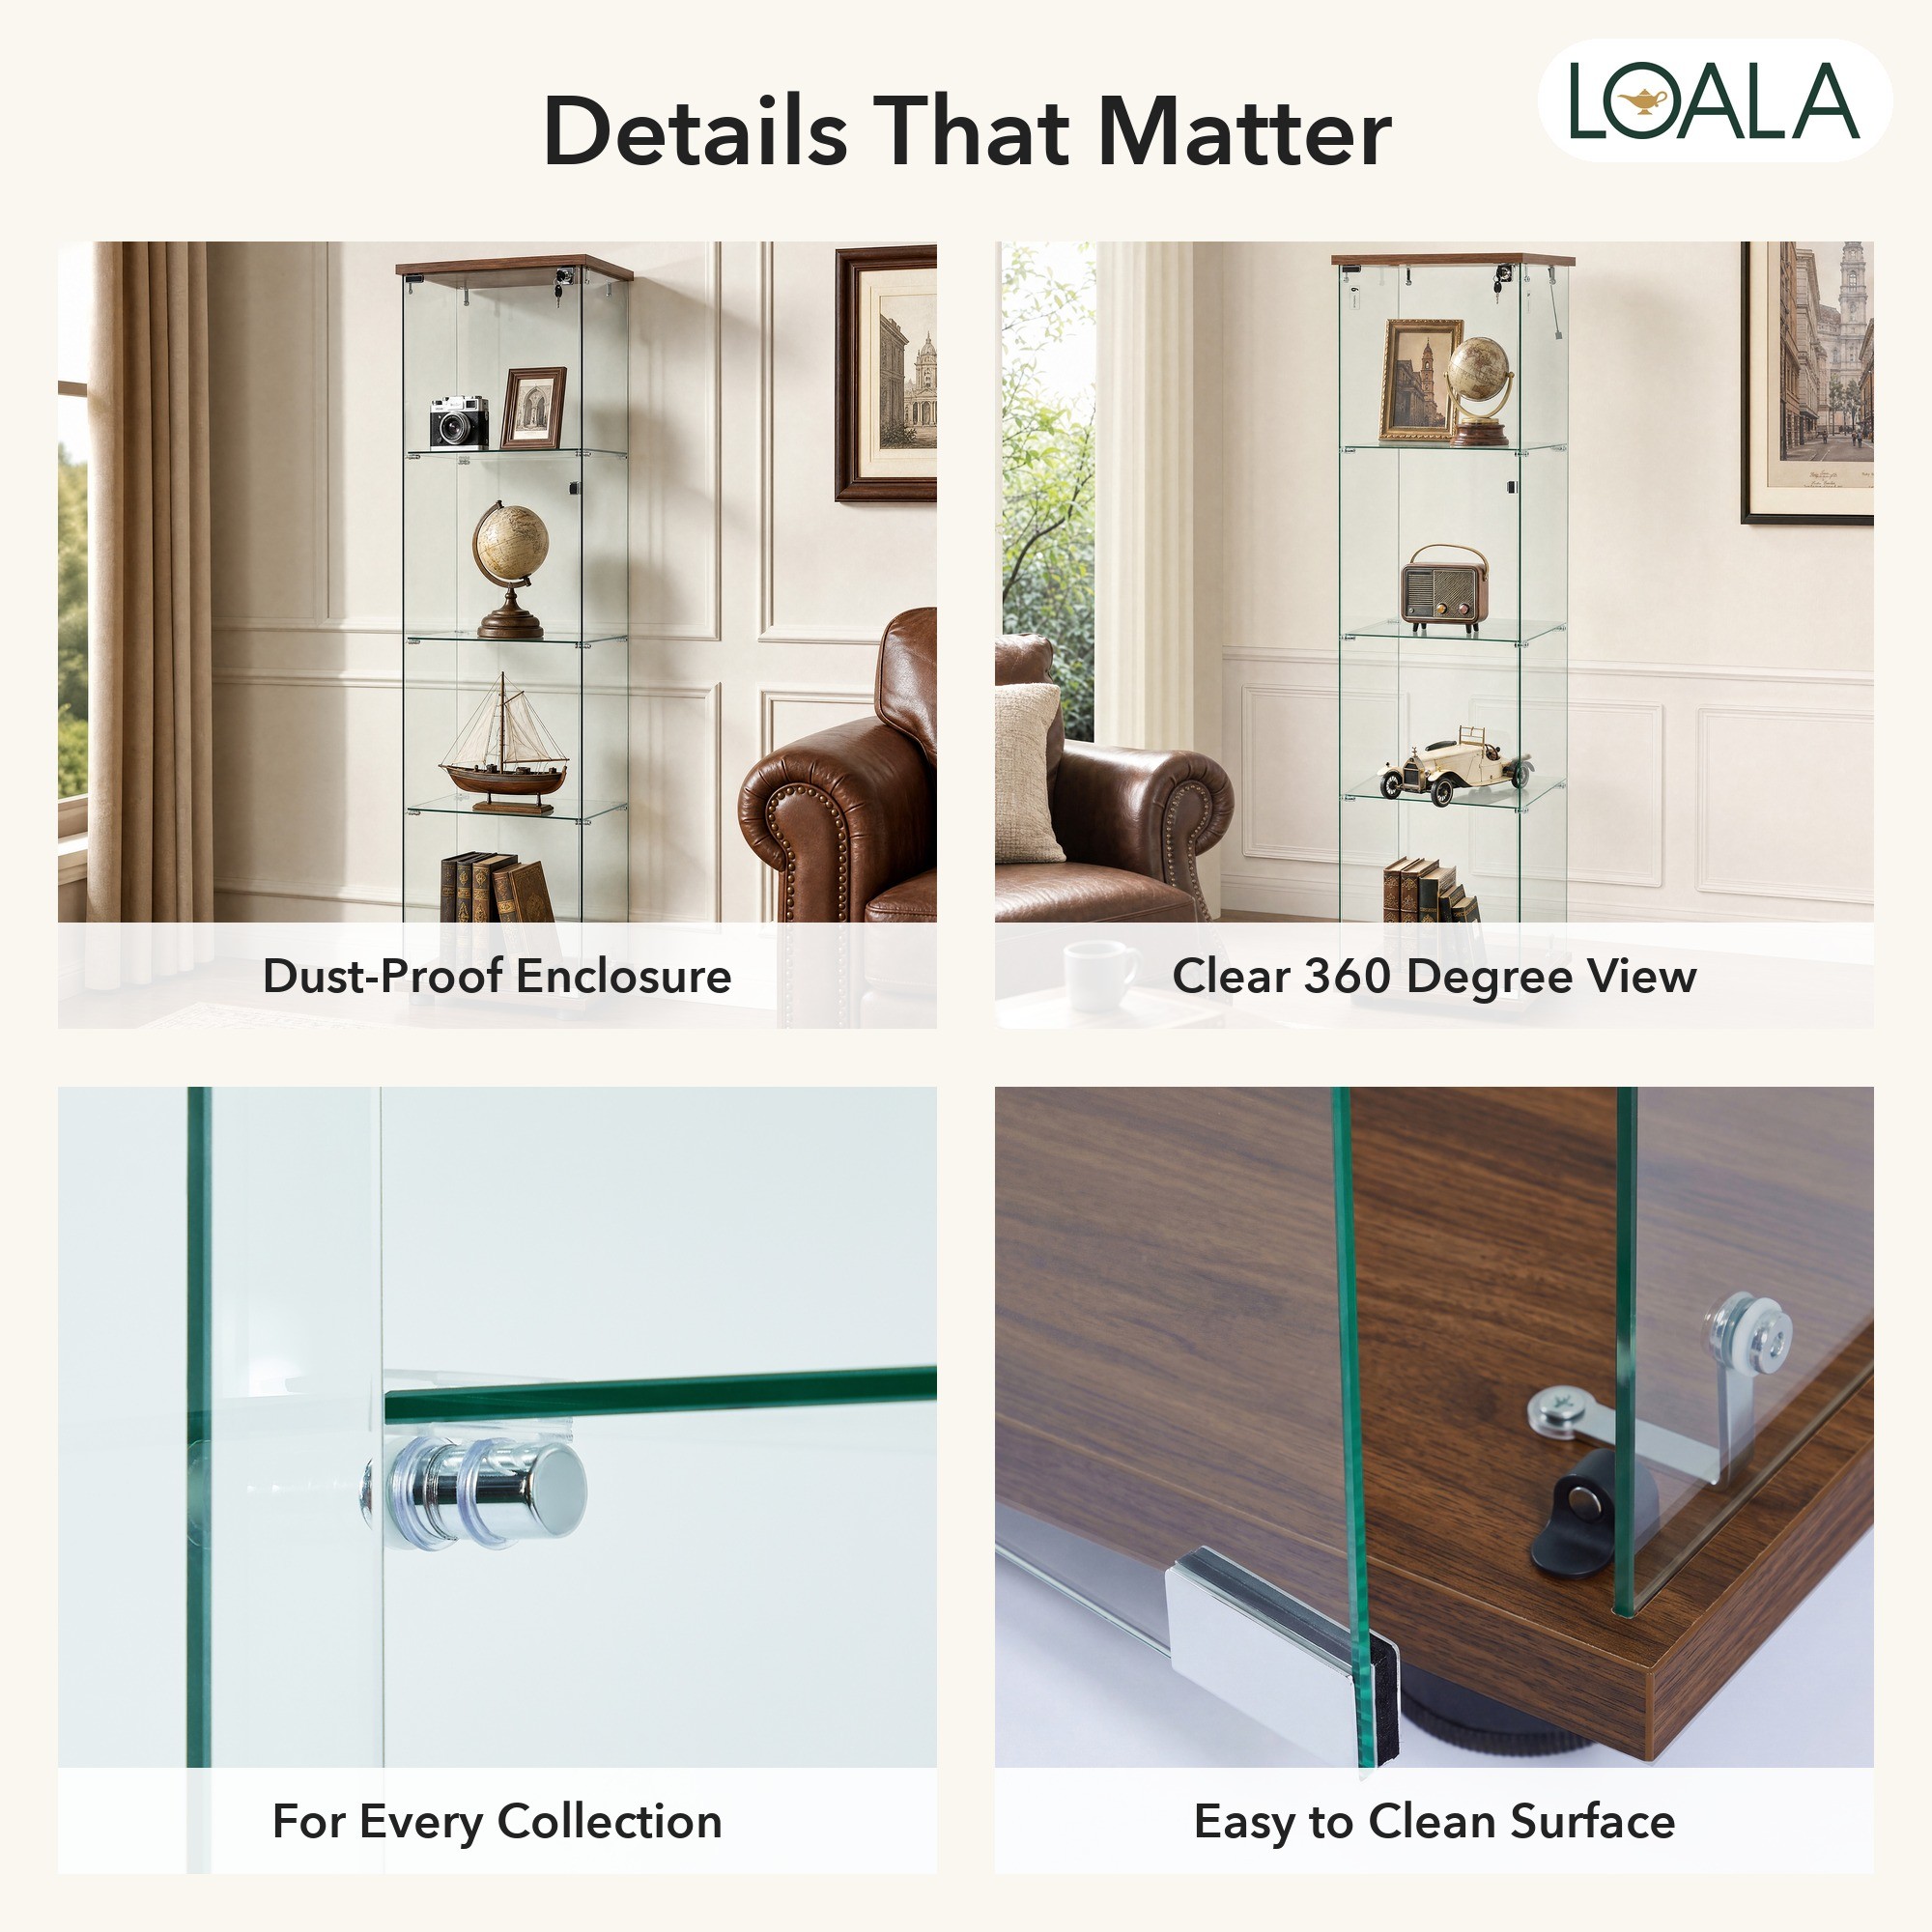 LOALA
Details That Matter
Dust-Proof Enclosure
Clear 360 Degree View
For Every Collection
Easy to Clean Surface